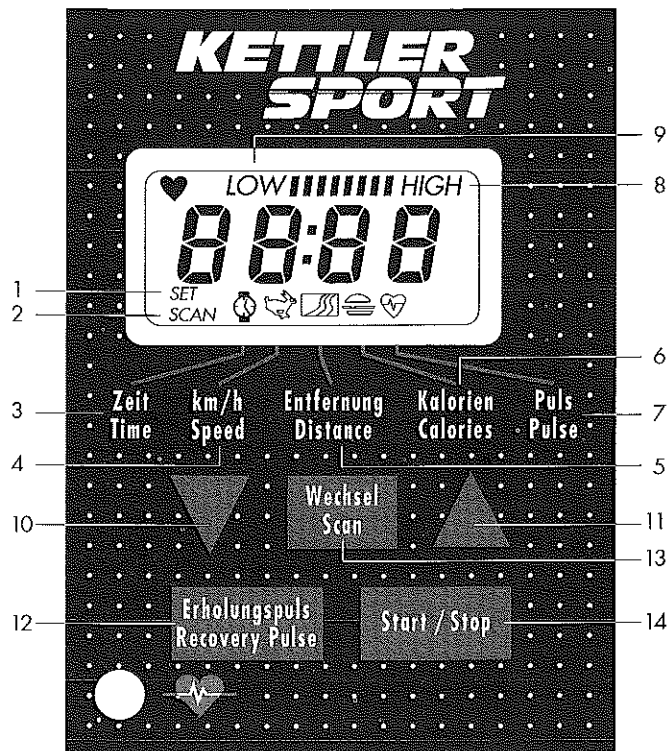 KETTLER
SPORT
9
LOW HIGH
8
88:88
1
SET
2
SCAN
6
Zeit km/h Entfernung Kalorien Puls
3
Time Speed Distance Calories Pulse
7
4
5
Wechsel
Scan
10
11
13
Erholungspuls
Recovery Pulse
Start / Stop
12
14